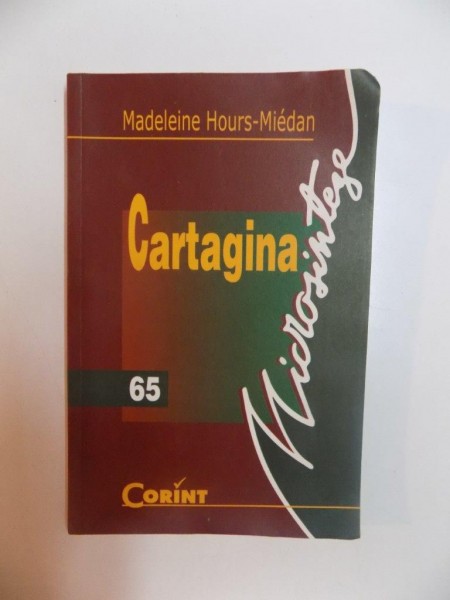 Madeleine Hours-Miédan
Cartagina
Microsinteze
65
CORINT